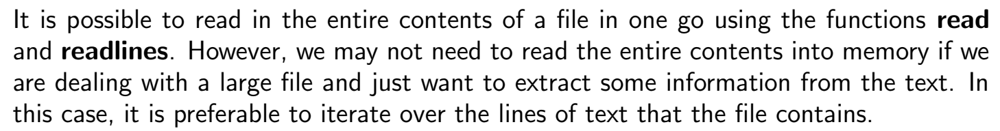 It is possible to read in the entire contents of a file in one go using the functions read
and readlines. However, we may not need to read the entire contents into memory if we
are dealing with a large file and just want to extract some information from the text. In
this case, it is preferable to iterate over the lines of text that the file contains.